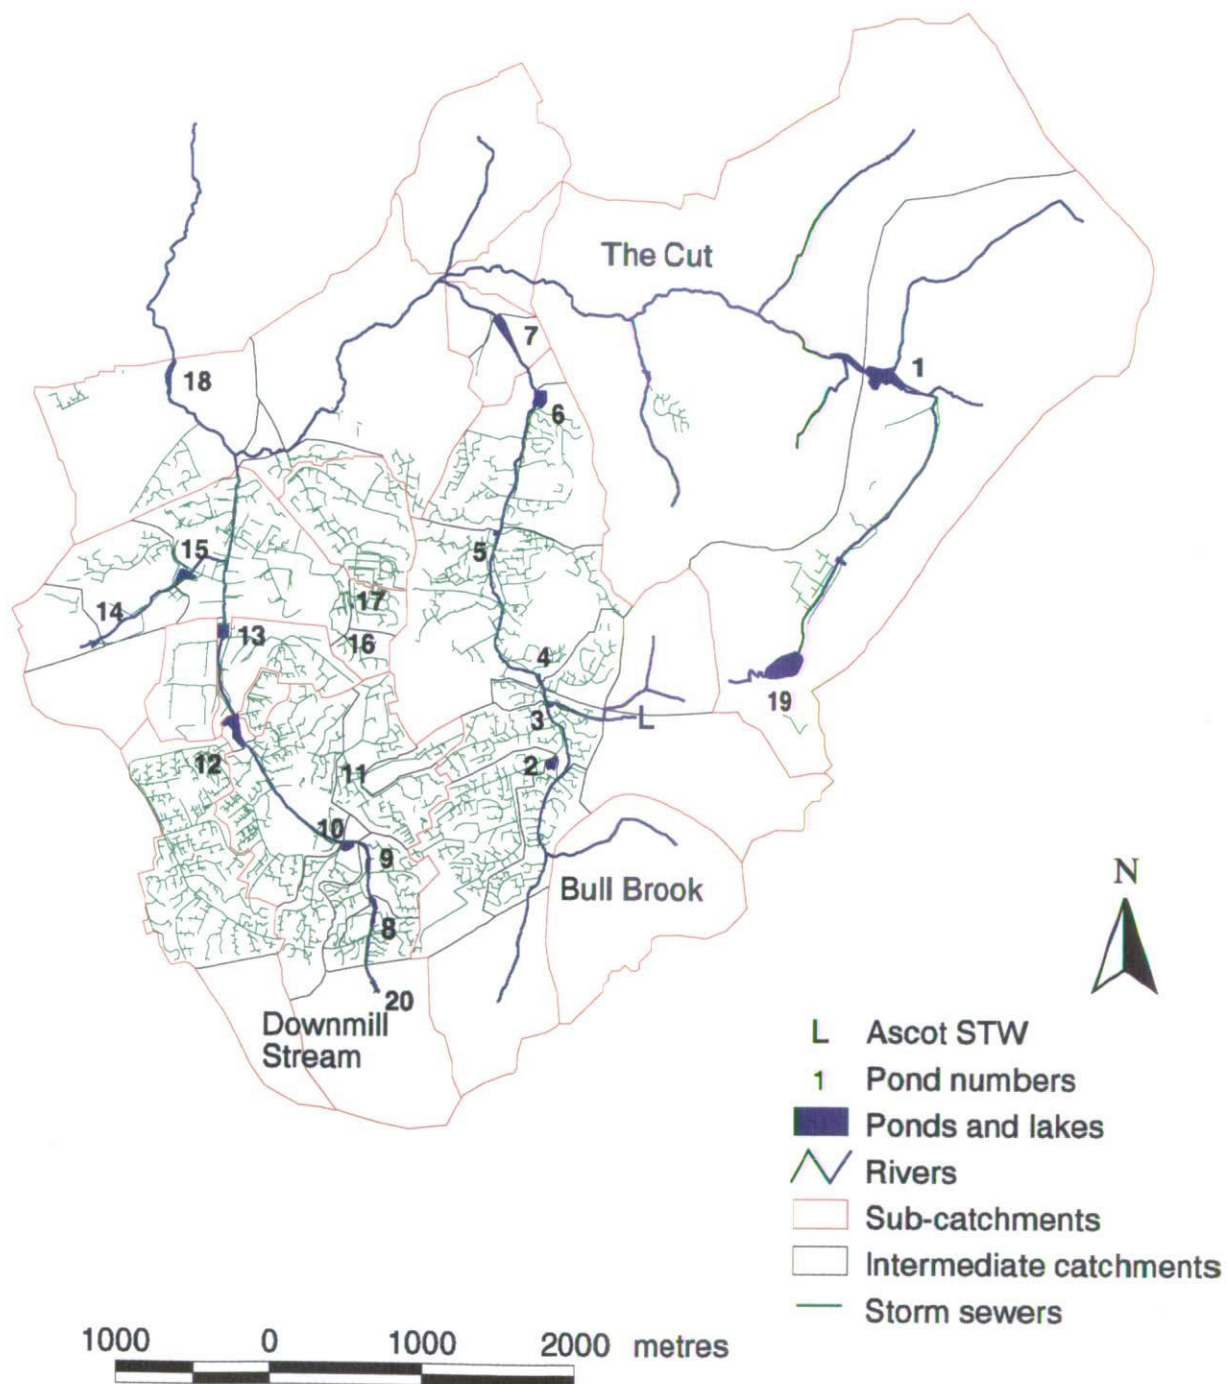 The Cut
7
1
18
6
5
15
17
14
13
16
4
19
3
L
2
12
11
10
9
Bull Brook
8
20
Downmill
Stream
N
L Ascot STW
1 Pond numbers
Ponds and lakes
Rivers
Sub-catchments
Intermediate catchments
Storm sewers
1000 0 1000 2000 metres